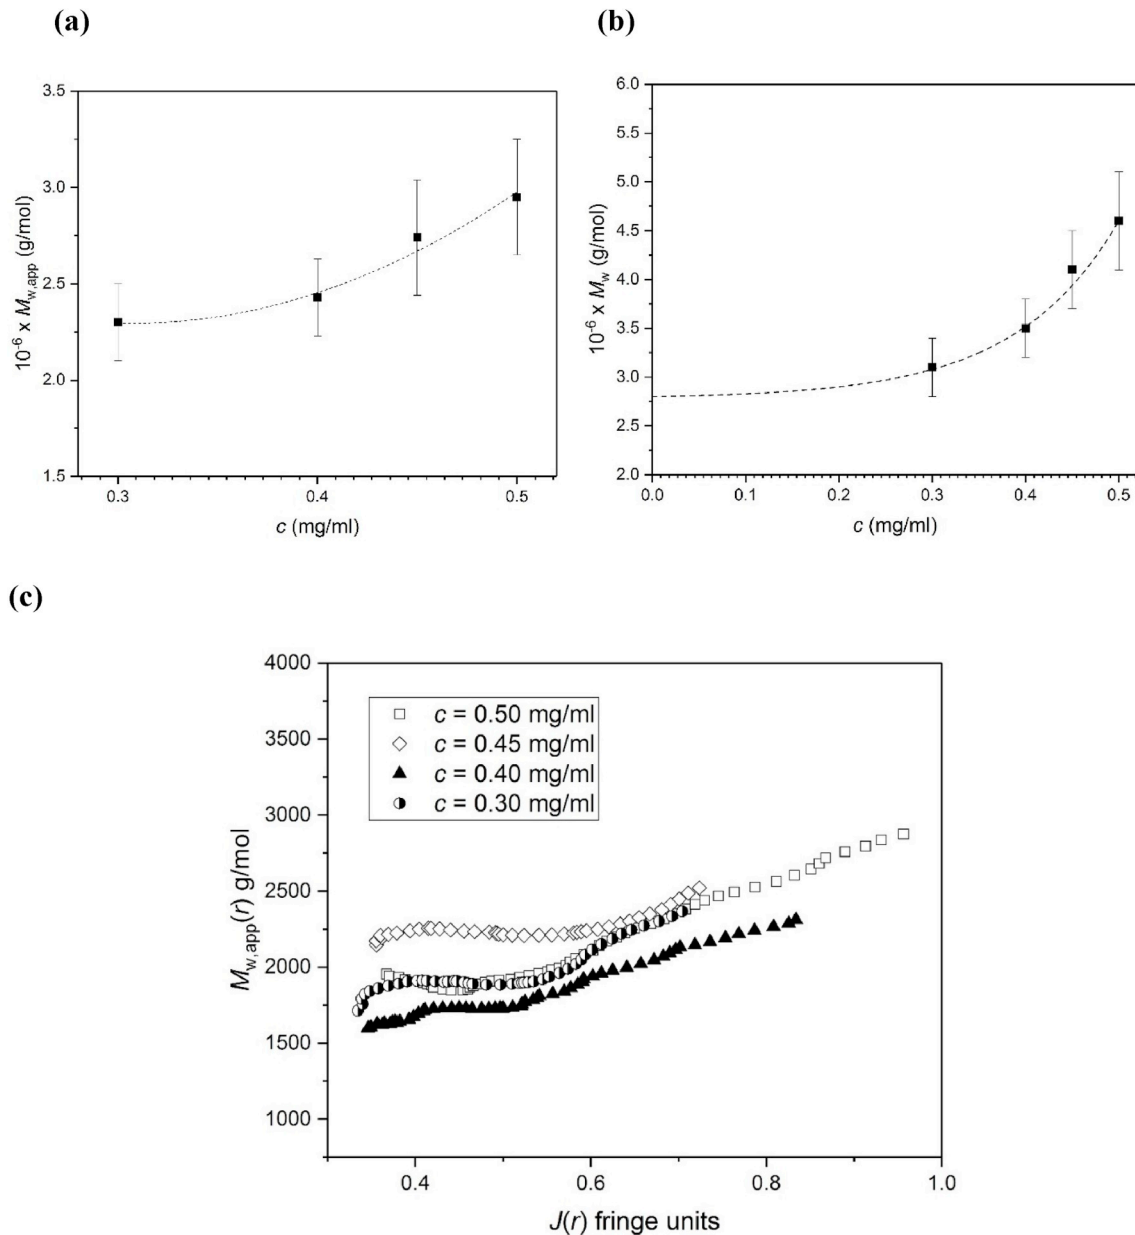 (a)
3.5
3.0
2.5
2.0
1.5
10-6 x Mw,app (g/mol)
0.3
0.4
0.5
c (mg/ml)
(b)
6.0
5.5
5.0
4.5
4.0
3.5
3.0
2.5
2.0
10-6 x Mw (g/mol)
0.0
0.1
0.2
0.3
0.4
0.5
c (mg/ml)
(c)
4000
3500
3000
2500
2000
1500
1000
Mw,app(r) g/mol
c = 0.50 mg/ml
c = 0.45 mg/ml
c = 0.40 mg/ml
c = 0.30 mg/ml
0.4
0.6
0.8
1.0
J(r) fringe units